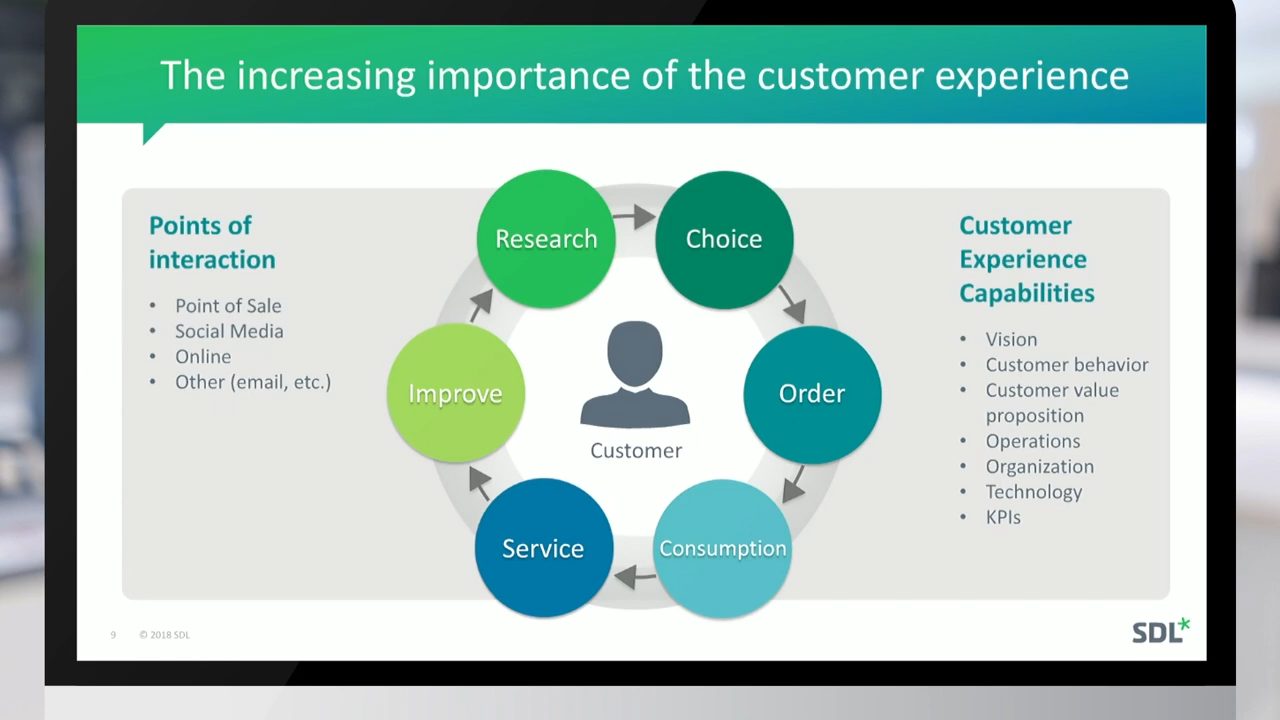 The increasing importance of the customer experience
Points of
interaction
• Point of Sale
• Social Media
• Online
• Other (email, etc.)
Research
Choice
Improve
Order
Customer
Service
Consumption
Customer
Experience
Capabilities
• Vision
• Customer behavior
• Customer value
proposition
• Operations
• Organization
• Technology
• KPIs
9 © 2018 SDL
SDL*